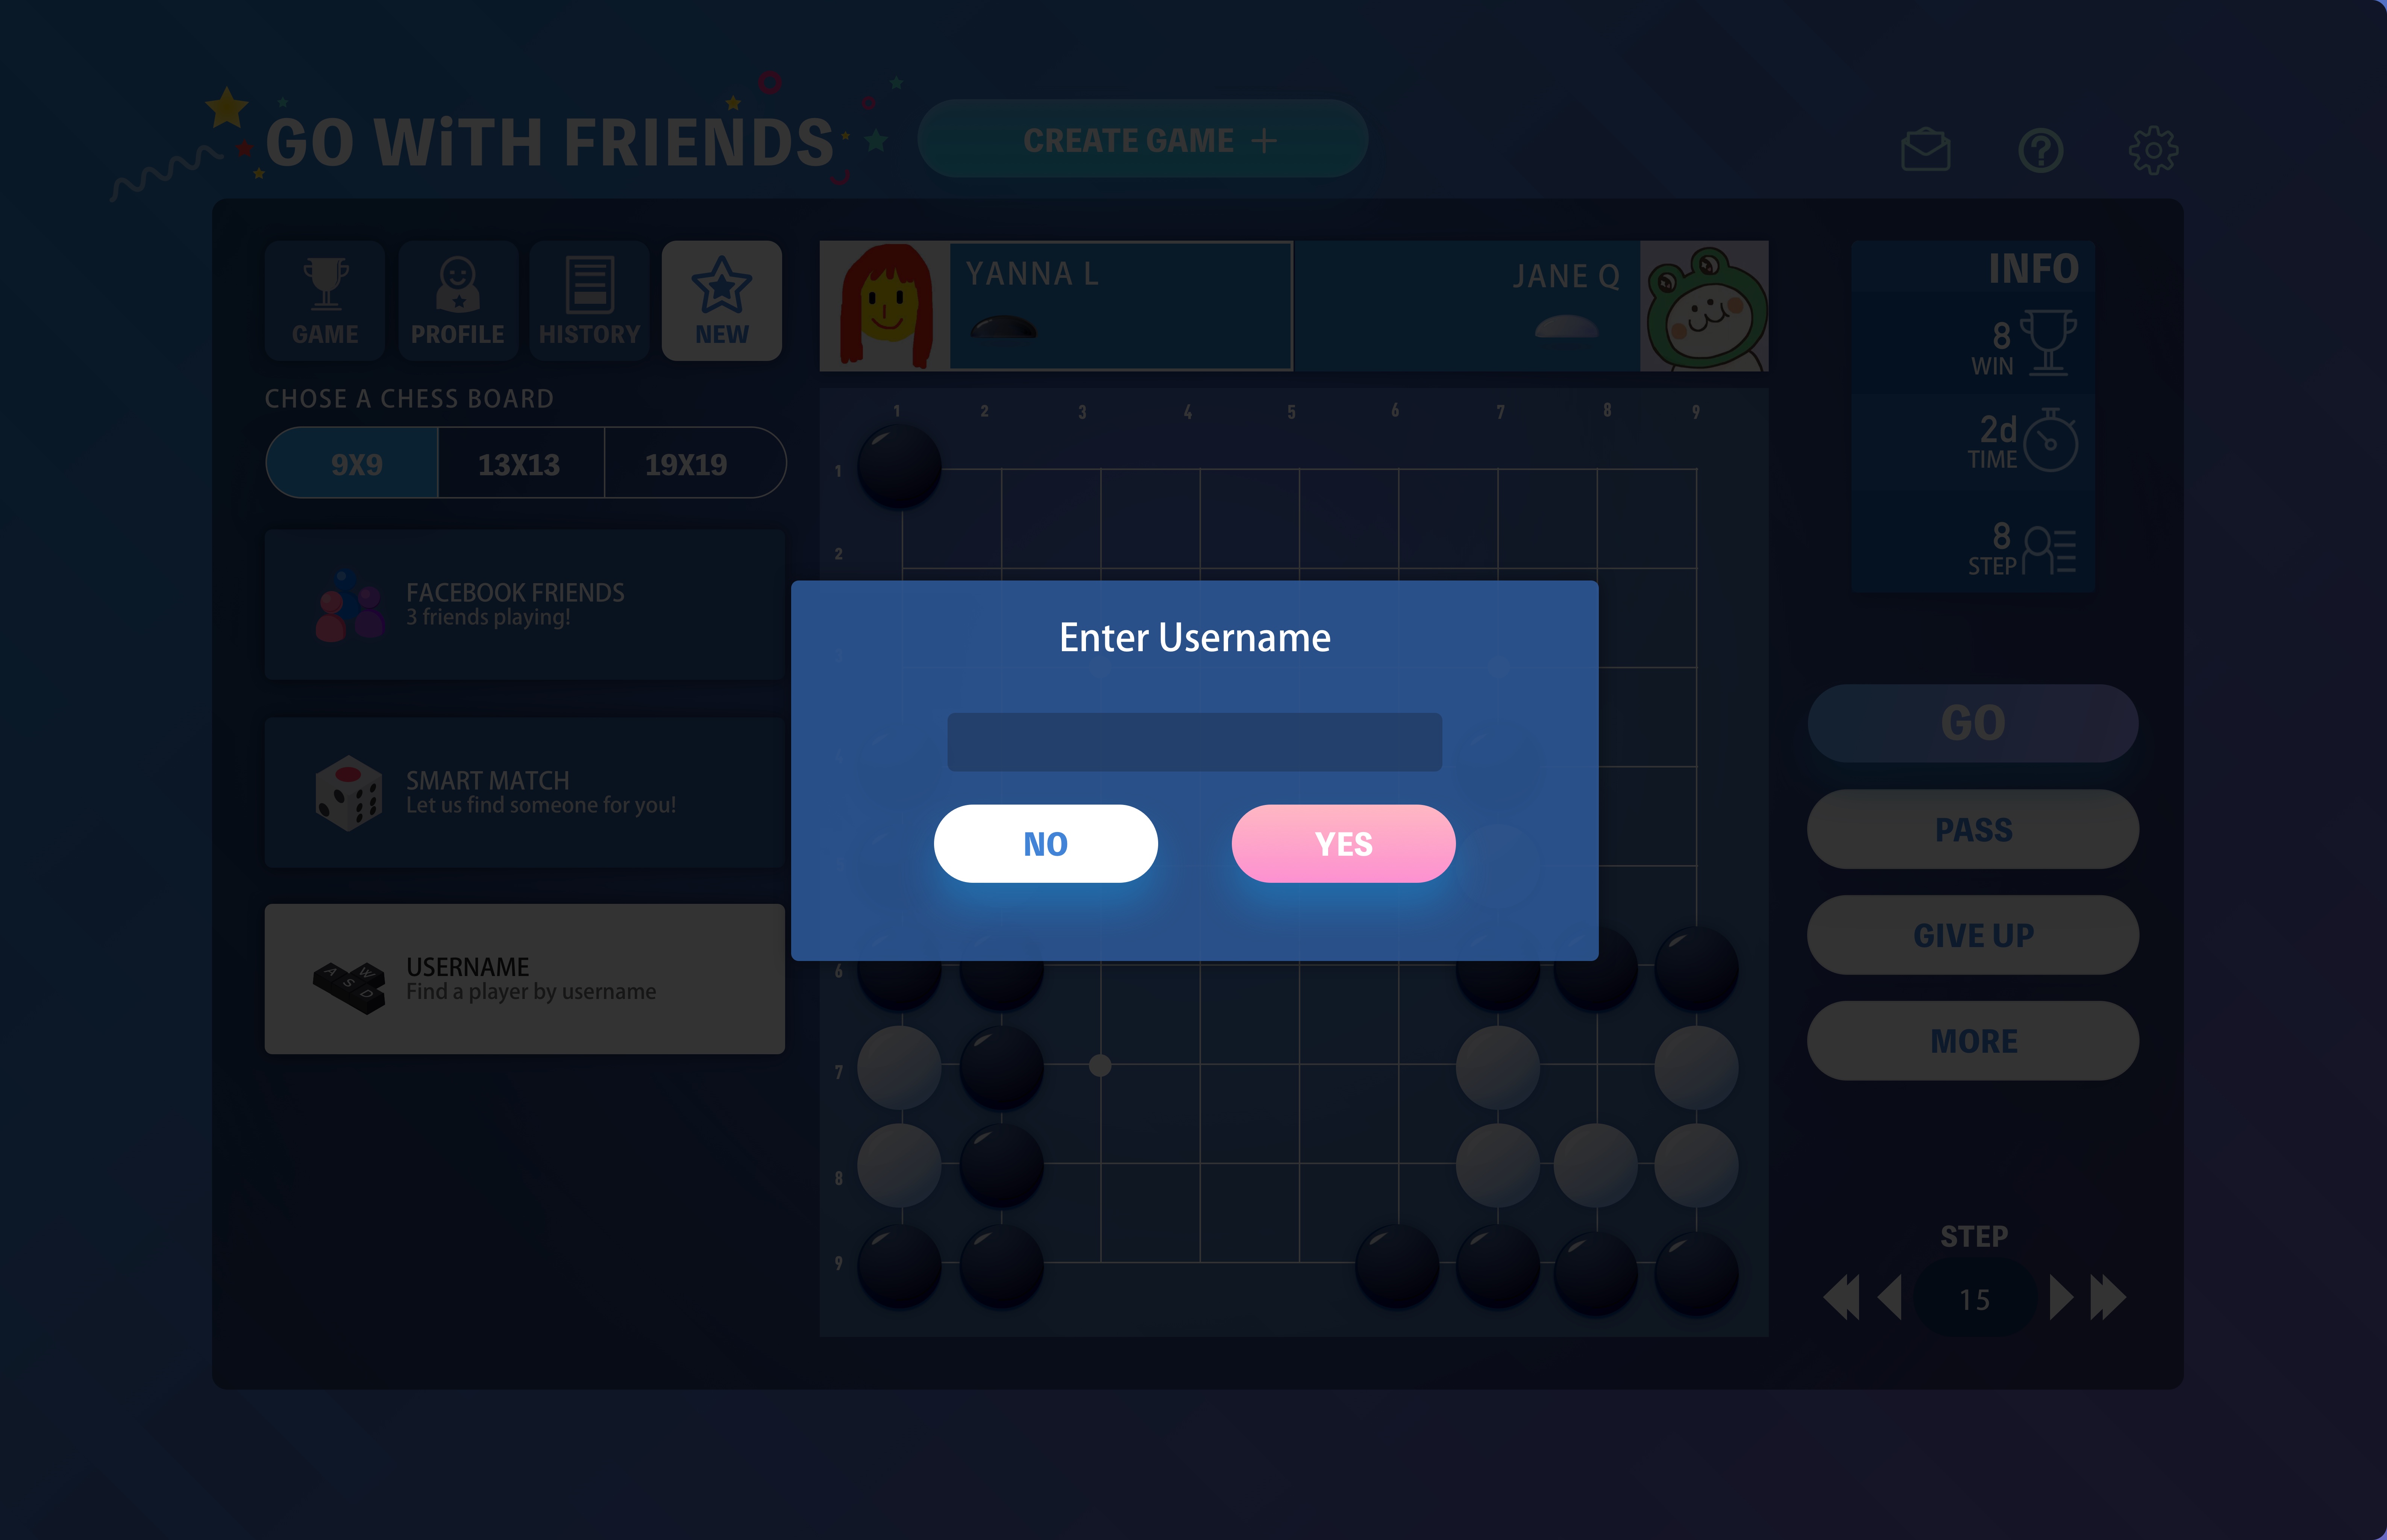 GO WiTH FRIENDS
CREATE GAME +
GAME
PROFILE
HISTORY
NEW
CHOSE A CHESS BOARD
9X9
13X13
19X19
FACEBOOK FRIENDS
3 friends playing!
SMART MATCH
Let us find someone for you!
USERNAME
Find a player by username
A W S D
YANNA L
JANE Q
1 2 3 4 5 6 7 8 9
1
2
6
7
8
9
Enter Username
NO
YES
INFO
8
WIN
2d
TIME
8
STEP
GO
PASS
GIVE UP
MORE
STEP
15